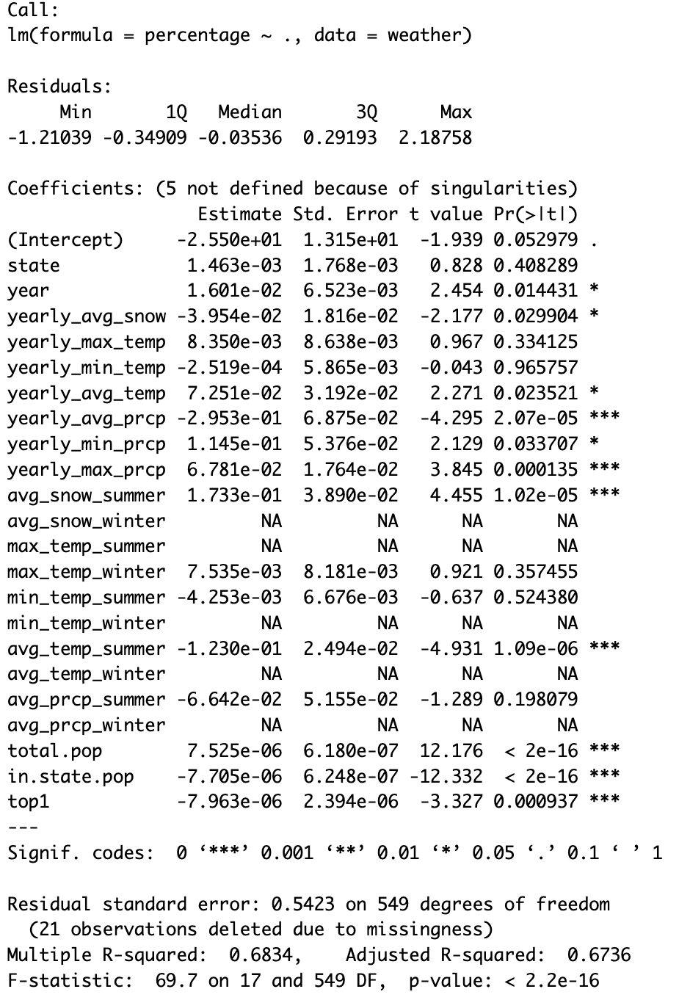 Call:
lm(formula = percentage ~ ., data = weather)
Residuals:
Min 1Q Median 3Q Max
-1.21039 -0.34909 -0.03536 0.29193 2.18758
Coefficients: (5 not defined because of singularities)
Estimate Std. Error t value Pr(>|t|)
(Intercept) -2.550e+01 1.315e+01 -1.939 0.052979 .
state 1.463e-03 1.768e-03 0.828 0.408289
year 1.601e-02 6.523e-03 2.454 0.014431 *
yearly_avg_snow -3.954e-02 1.816e-02 -2.177 0.029904 *
yearly_max_temp 8.350e-03 8.638e-03 0.967 0.334125
yearly_min_temp -2.519e-04 5.865e-03 -0.043 0.965757
yearly_avg_temp 7.251e-02 3.192e-02 2.271 0.023521 *
yearly_avg_prcp -2.953e-01 6.875e-02 -4.295 2.07e-05 ***
yearly_min_prcp 1.145e-01 5.376e-02 2.129 0.033707 *
yearly_max_prcp 6.781e-02 1.764e-02 3.845 0.000135 ***
avg_snow_summer 1.733e-01 3.890e-02 4.455 1.02e-05 ***
avg_snow_winter NA NA NA NA
max_temp_summer NA NA NA NA
max_temp_winter 7.535e-03 8.181e-03 0.921 0.357455
min_temp_summer -4.253e-03 6.676e-03 -0.637 0.524380
min_temp_winter NA NA NA NA
avg_temp_summer -1.230e-01 2.494e-02 -4.931 1.09e-06 ***
avg_temp_winter NA NA NA NA
avg_prcp_summer -6.642e-02 5.155e-02 -1.289 0.198079
avg_prcp_winter NA NA NA NA
total.pop 7.525e-06 6.180e-07 12.176 < 2e-16 ***
in.state.pop -7.705e-06 6.248e-07 -12.332 < 2e-16 ***
top1 -7.963e-06 2.394e-06 -3.327 0.000937 ***
---
Signif. codes: 0 ‘***’ 0.001 ‘**’ 0.01 ‘*’ 0.05 ‘.’ 0.1 ‘ ’ 1
Residual standard error: 0.5423 on 549 degrees of freedom
(21 observations deleted due to missingness)
Multiple R-squared: 0.6834, Adjusted R-squared: 0.6736
F-statistic: 69.7 on 17 and 549 DF, p-value: < 2.2e-16